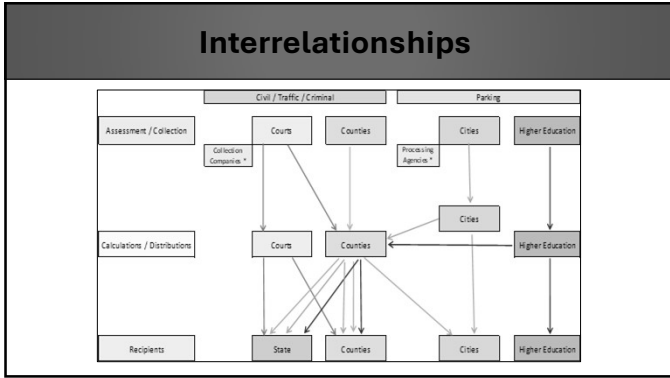 Interrelationships
Civil / Traffic / Criminal
Parking
Assessment / Collection
Courts
Counties
Cities
Higher Education
Collection
Companies *
Processing
Agencies *
Cities
Calculations / Distributions
Courts
Counties
Higher Education
Recipients
State
Counties
Cities
Higher Education